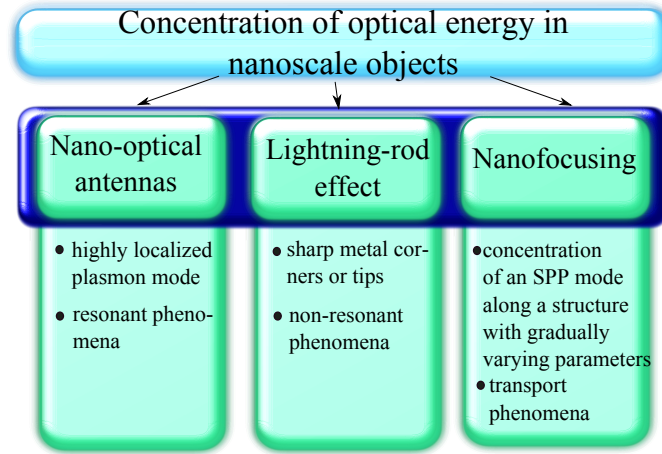 Concentration of optical energy in
nanoscale objects
Nano-optical
antennas
Lightning-rod
effect
Nanofocusing
• highly localized
plasmon mode
• resonant pheno-
mena
• sharp metal cor-
ners or tips
• non-resonant
phenomena
•concentration
of an SPP mode
along a structure
with gradually
varying parameters
• transport
phenomena